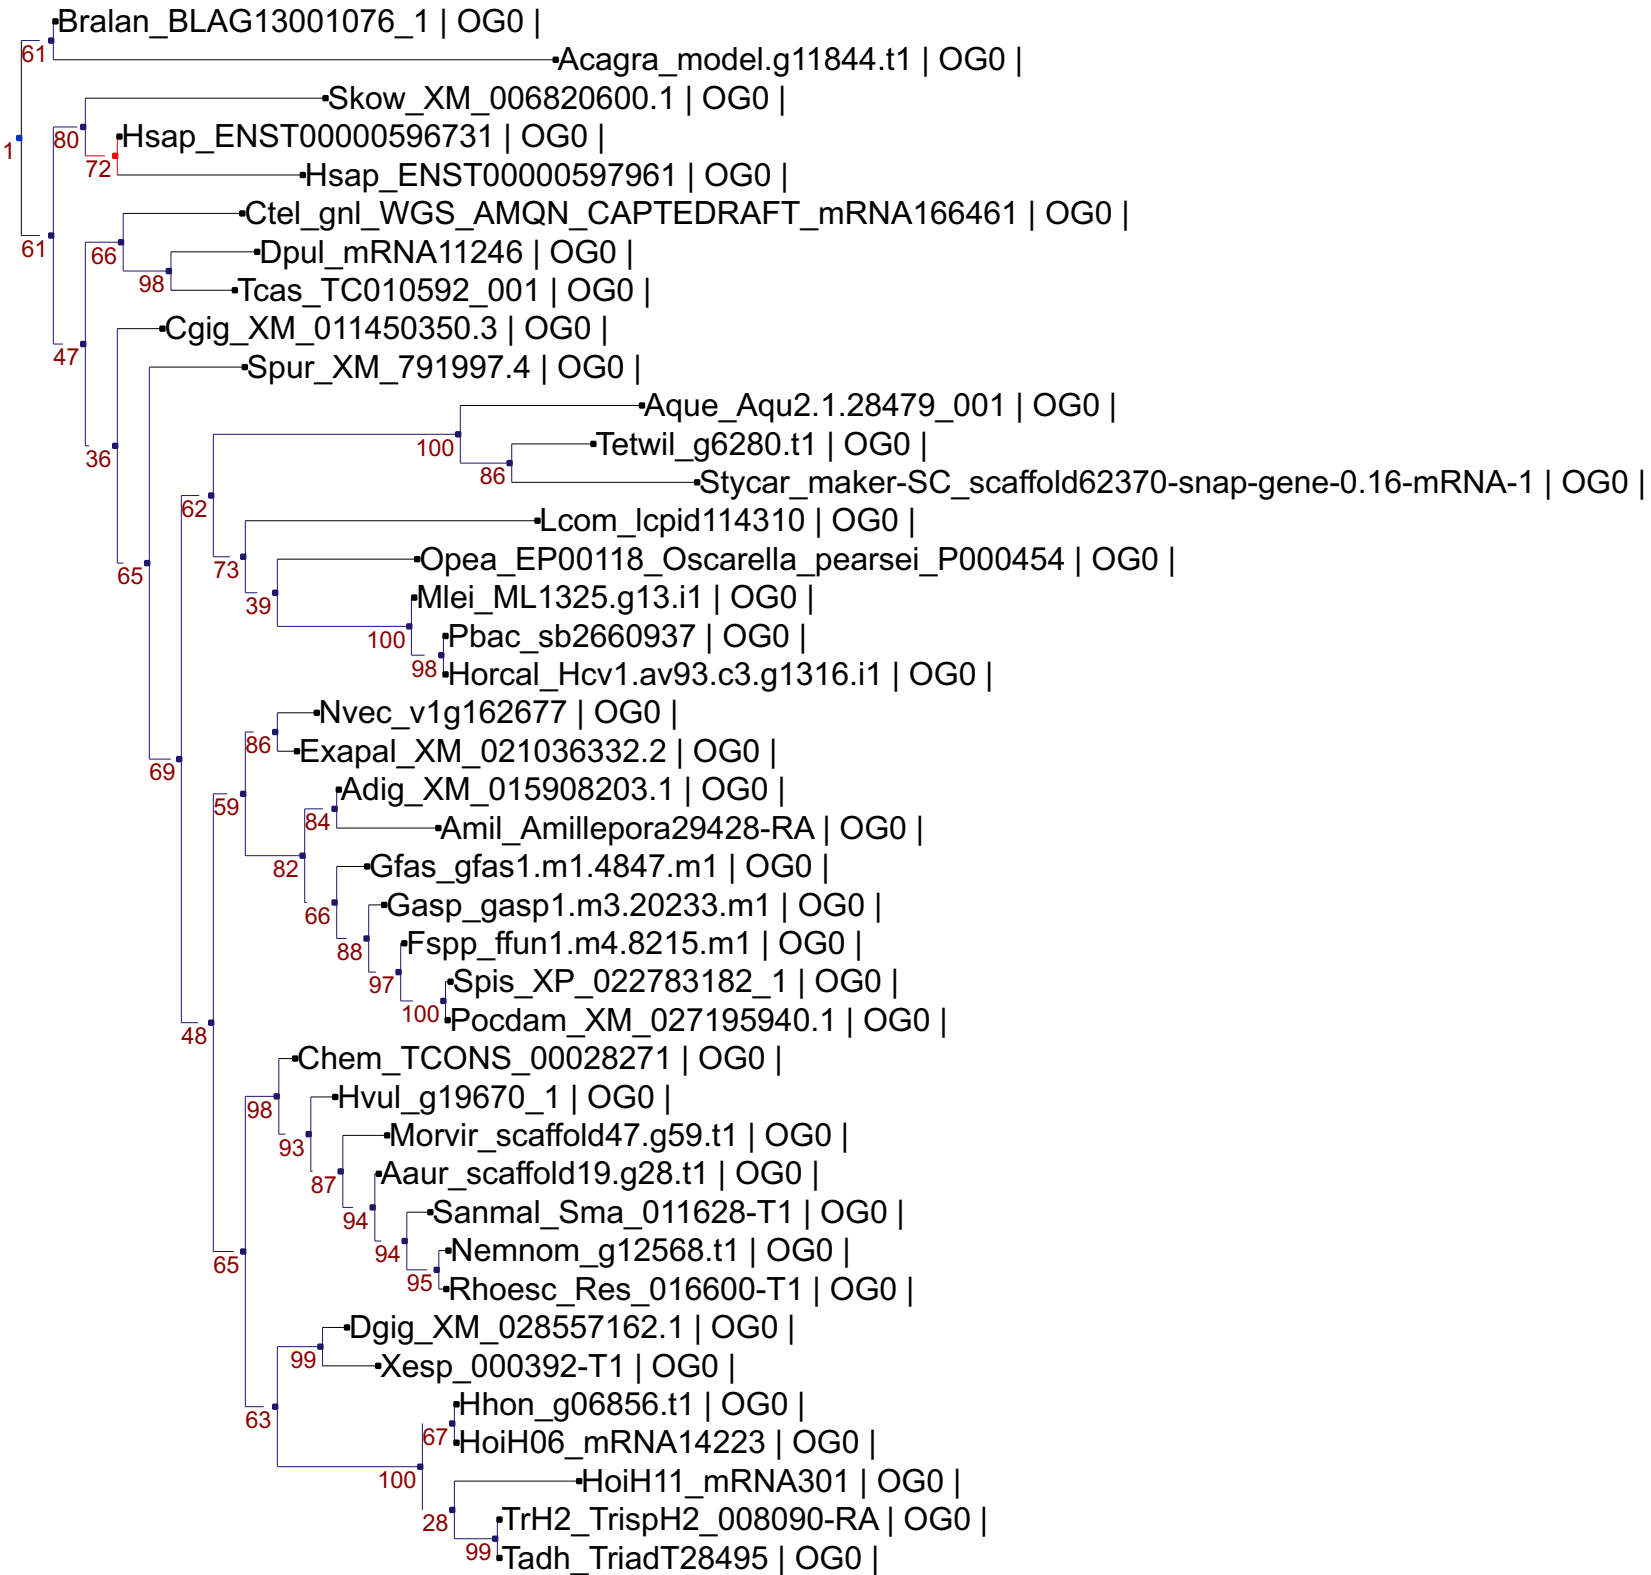 Bralan_BLAG13001076_1 | OG0 |
61
Acagra_model.g11844.t1 | OG0 |
Skow_XM_006820600.1 | OG0 |
80
Hsap_ENST00000596731 | OG0 |
1
72
Hsap_ENST00000597961 | OG0 |
Ctel_gnl_WGS_AMQN_CAPTEDRAFT_mRNA166461 | OG0 |
61
66
Dpul_mRNA11246 | OG0 |
98
Tcas_TC010592_001 | OG0 |
Cgig_XM_011450350.3 | OG0 |
47
Spur_XM_791997.4 | OG0 |
Aque_Aqu2.1.28479_001 | OG0 |
100
Tetwil_g6280.t1 | OG0 |
36
86
Stycar_maker-SC_scaffold62370-snap-gene-0.16-mRNA-1 | OG0 |
62
Lcom_lcpid114310 | OG0 |
73
Opea_EP00118_Oscarella_pearsei_P000454 | OG0 |
65
39
Mlei_ML1325.g13.i1 | OG0 |
100
Pbac_sb2660937 | OG0 |
98
Horcal_Hcv1.av93.c3.g1316.i1 | OG0 |
Nvec_v1g162677 | OG0 |
86
Exapal_XM_021036332.2 | OG0 |
69
Adig_XM_015908203.1 | OG0 |
59
84
Amil_Amillepora29428-RA | OG0 |
82
Gfas_gfas1.m1.4847.m1 | OG0 |
66
Gasp_gasp1.m3.20233.m1 | OG0 |
88
Fspp_ffun1.m4.8215.m1 | OG0 |
97
Spis_XP_022783182_1 | OG0 |
100
Pocdam_XM_027195940.1 | OG0 |
48
Chem_TCONS_00028271 | OG0 |
98
Hvul_g19670_1 | OG0 |
93
Morvir_scaffold47.g59.t1 | OG0 |
87
Aaur_scaffold19.g28.t1 | OG0 |
94
Sanmal_Sma_011628-T1 | OG0 |
94
Nemnom_g12568.t1 | OG0 |
65
95
Rhoesc_Res_016600-T1 | OG0 |
Dgig_XM_028557162.1 | OG0 |
99
Xesp_000392-T1 | OG0 |
Hhon_g06856.t1 | OG0 |
63
67
HoiH06_mRNA14223 | OG0 |
100
HoiH11_mRNA301 | OG0 |
28
TrH2_TrispH2_008090-RA | OG0 |
99
Tadh_TriadT28495 | OG0 |